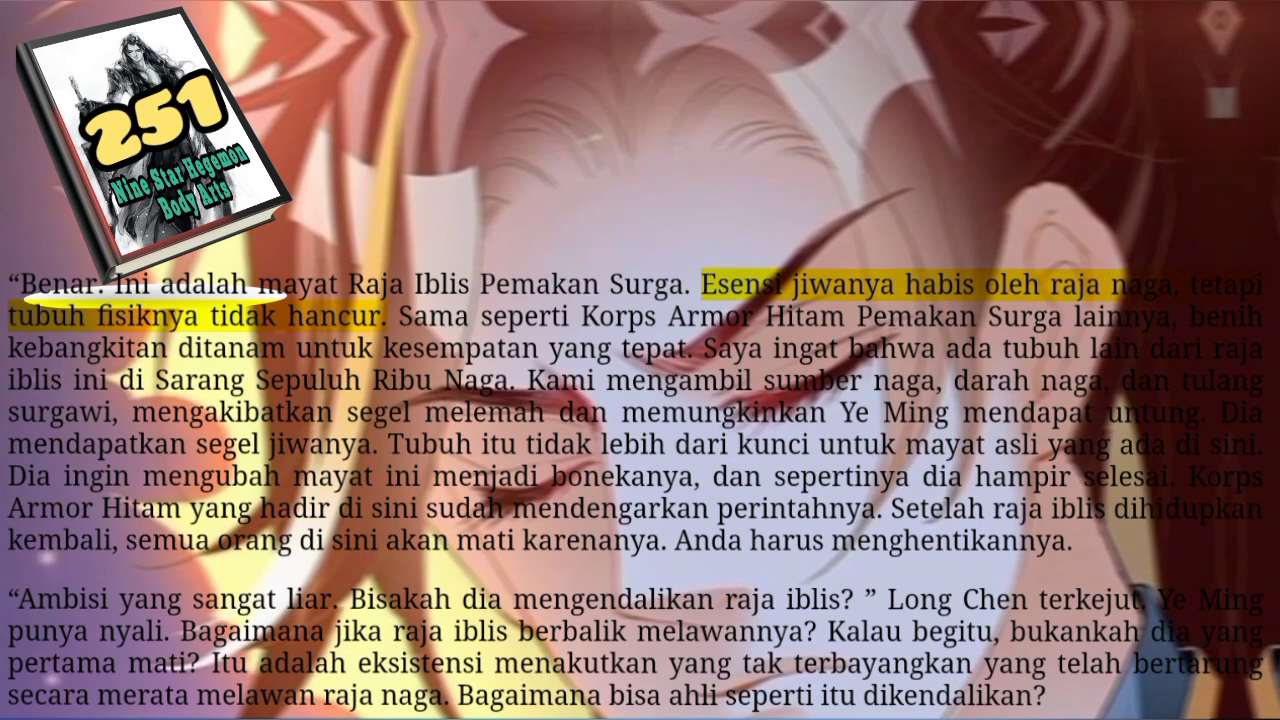 251
Nine Star Hegemon
Body Arts
“Benar. Ini adalah mayat Raja Iblis Pemakan Surga. Esensi jiwanya habis oleh raja naga, tetapi
tubuh fisiknya tidak hancur. Sama seperti Korps Armor Hitam Pemakan Surga lainnya, benih
kebangkitan ditanam untuk kesempatan yang tepat. Saya ingat bahwa ada tubuh lain dari raja
iblis ini di Sarang Sepuluh Ribu Naga. Kami mengambil sumber naga, darah naga, dan tulang
surgawi, mengakibatkan segel melemah dan memungkinkan Ye Ming mendapat untung. Dia
mendapatkan segel jiwanya. Tubuh itu tidak lebih dari kunci untuk mayat asli yang ada di sini.
Dia ingin mengubah mayat ini menjadi bonekanya, dan sepertinya dia hampir selesai. Korps
Armor Hitam yang hadir di sini sudah mendengarkan perintahnya. Setelah raja iblis dihidupkan
kembali, semua orang di sini akan mati karenanya. Anda harus menghentikannya.
“Ambisi yang sangat liar. Bisakah dia mengendalikan raja iblis? ” Long Chen terkejut. Ye Ming
punya nyali. Bagaimana jika raja iblis berbalik melawannya? Kalau begitu, bukankah dia yang
pertama mati? Itu adalah eksistensi menakutkan yang tak terbayangkan yang telah bertarung
secara merata melawan raja naga. Bagaimana bisa ahli seperti itu dikendalikan?